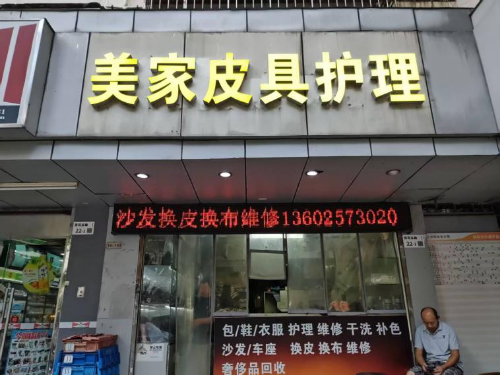 美家皮具护理
沙发换皮换布维修13602573020
包/鞋/衣服 护理 维修 干洗 补色
沙发/车座 换皮 换布 维修
奢侈品回收